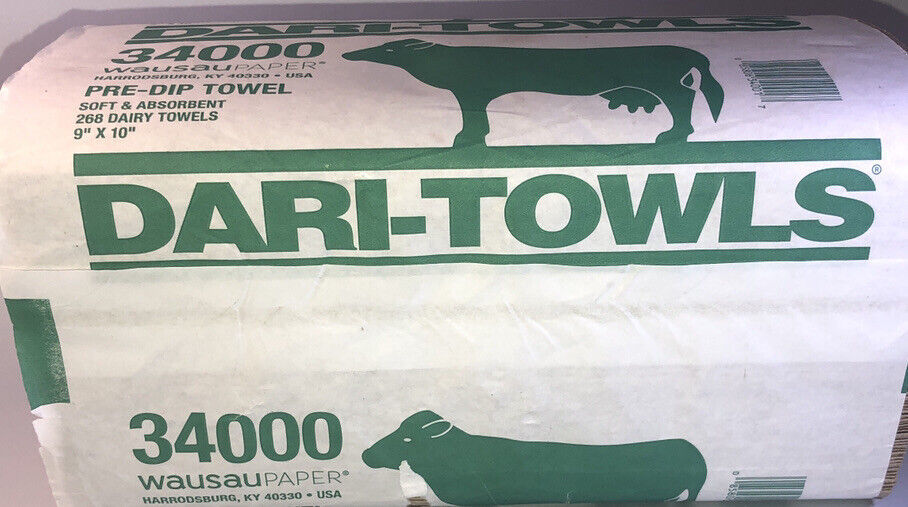 DARI-TOWLS
34000
wausauPAPER®
HARRODSBURG, KY 40330 • USA
PRE-DIP TOWEL
SOFT & ABSORBENT
268 DAIRY TOWELS
9" X 10"
DARI-TOWLS®
34000
wausauPAPER®
HARRODSBURG, KY 40330 • USA